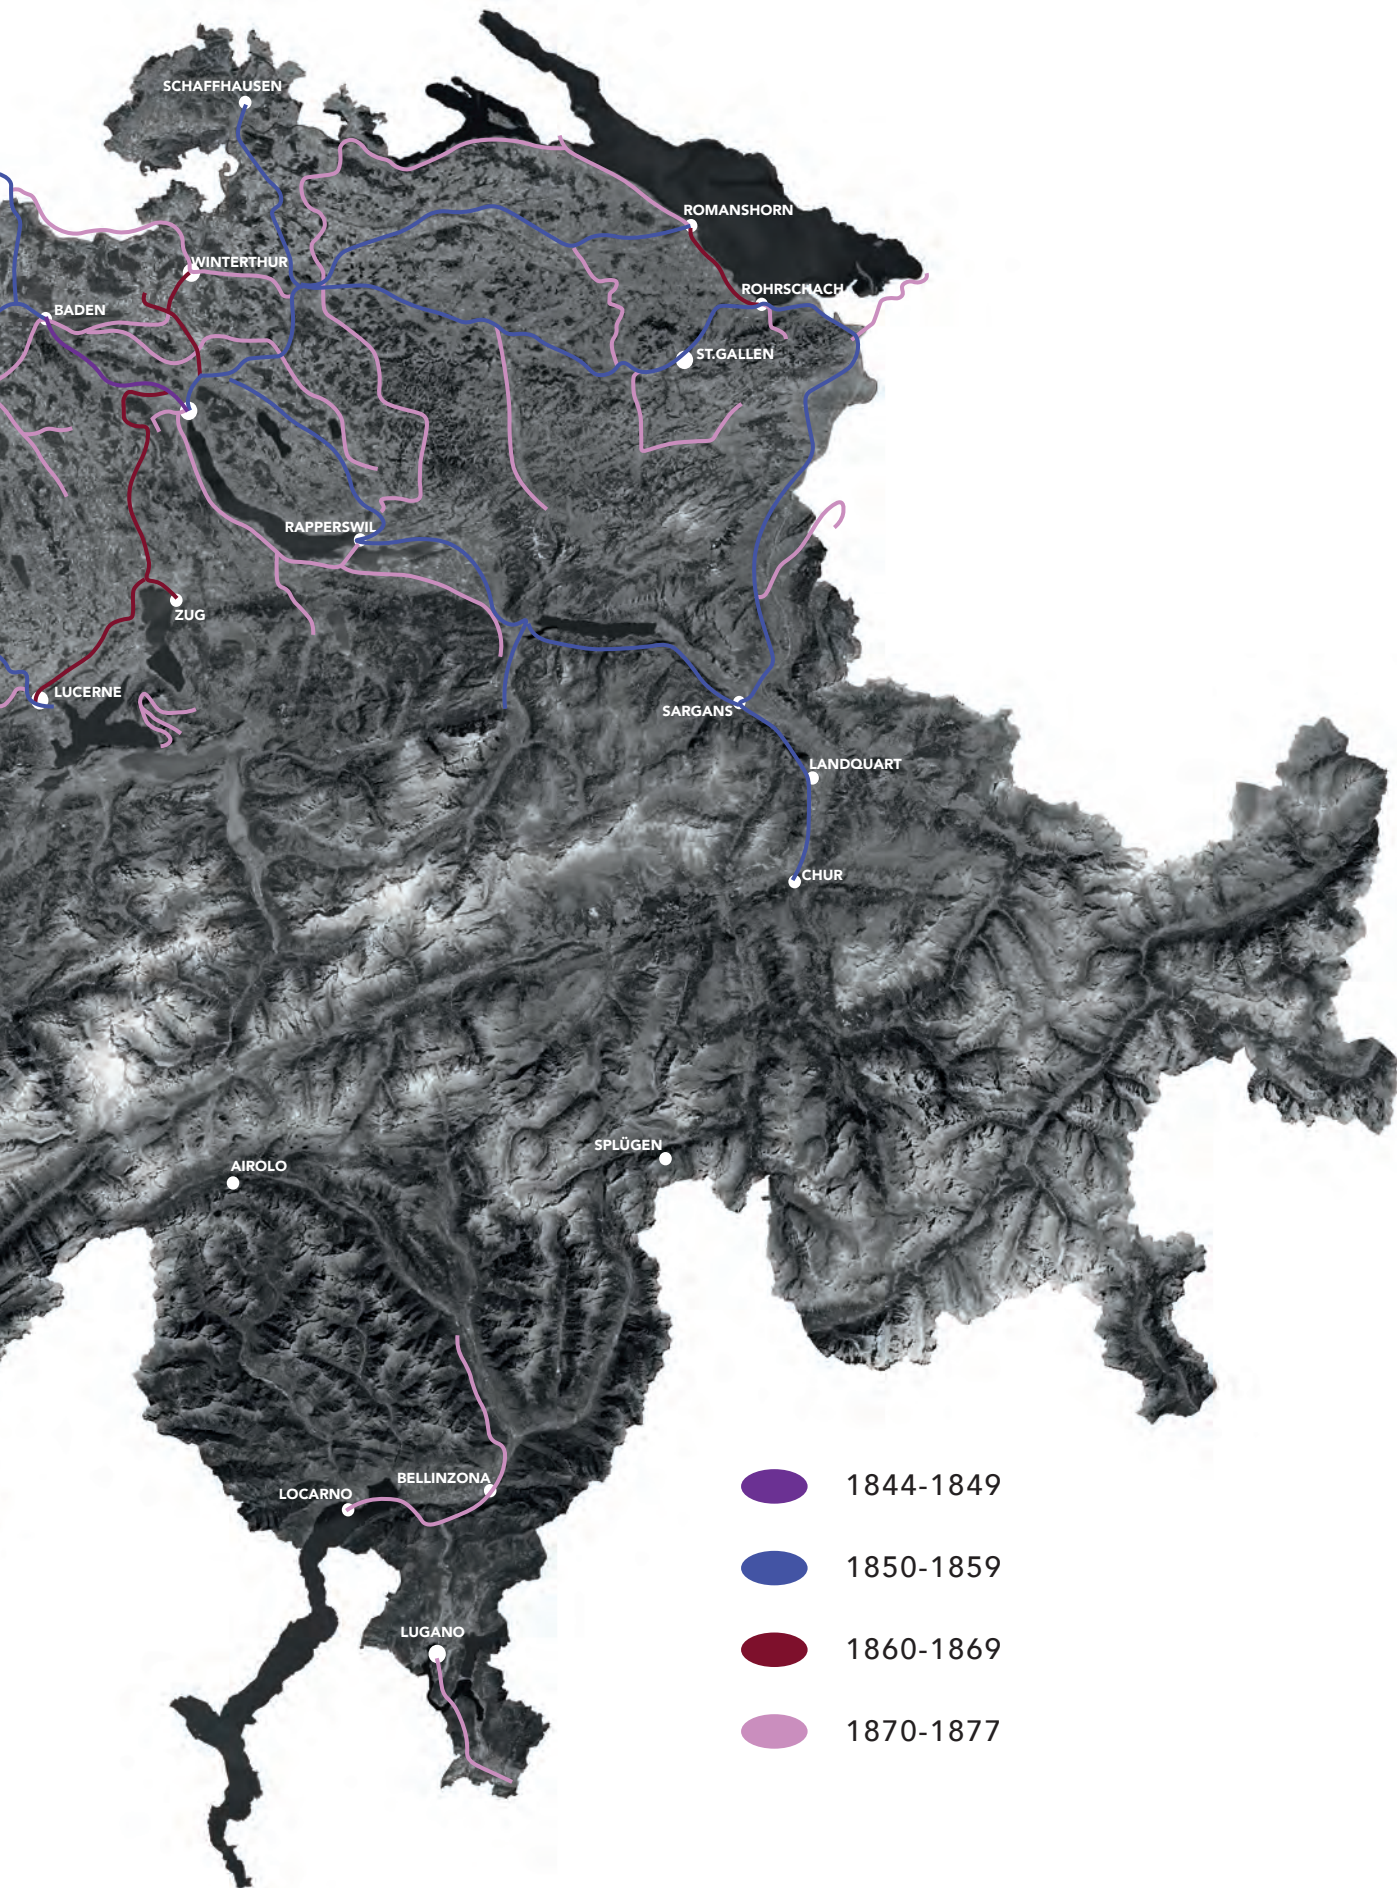 SCHAFFHAUSEN
ROMANSHORN
WINTERTHUR
ROHRSCHACH
BADEN
ST.GALLEN
RAPPERSWIL
ZUG
LUCERNE
SARGANS
LANDQUART
CHUR
SPLÜGEN
AIROLO
BELLINZONA
LOCARNO
LUGANO
1844-1849
1850-1859
1860-1869
1870-1877